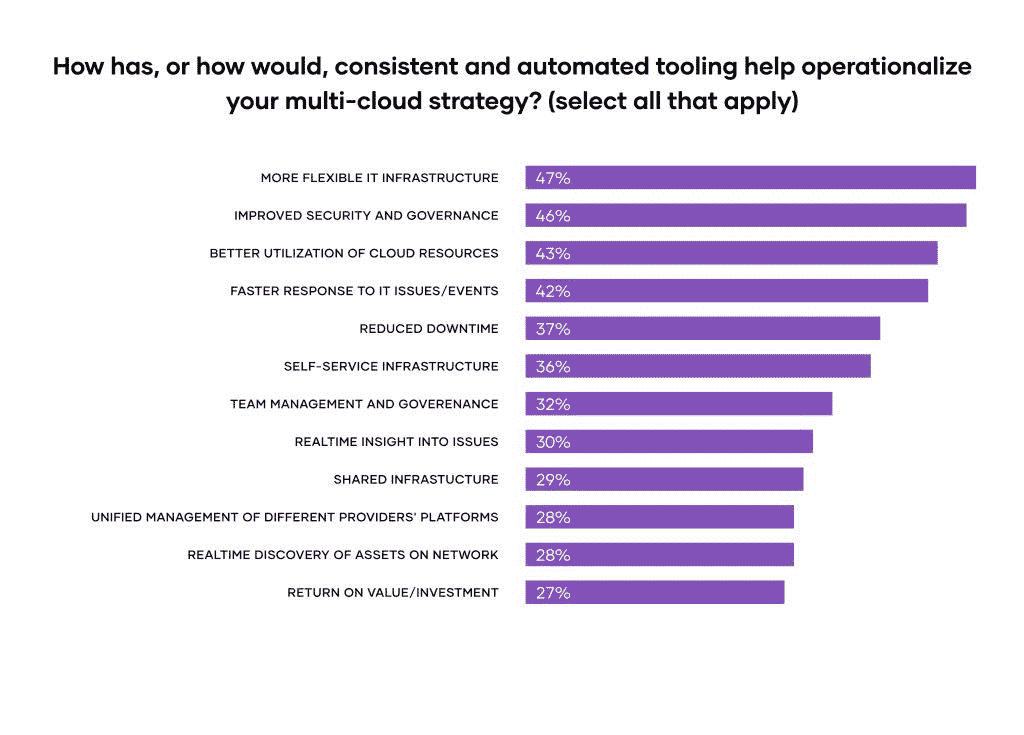 How has, or how would, consistent and automated tooling help operationalize
your multi-cloud strategy? (select all that apply)
MORE FLEXIBLE IT INFRASTRUCTURE 47%
IMPROVED SECURITY AND GOVERNANCE 46%
BETTER UTILIZATION OF CLOUD RESOURCES 43%
FASTER RESPONSE TO IT ISSUES/EVENTS 42%
REDUCED DOWNTIME 37%
SELF-SERVICE INFRASTRUCTURE 36%
TEAM MANAGEMENT AND GOVERENANCE 32%
REALTIME INSIGHT INTO ISSUES 30%
SHARED INFRASTUCTURE 29%
UNIFIED MANAGEMENT OF DIFFERENT PROVIDERS' PLATFORMS 28%
REALTIME DISCOVERY OF ASSETS ON NETWORK 28%
RETURN ON VALUE/INVESTMENT 27%